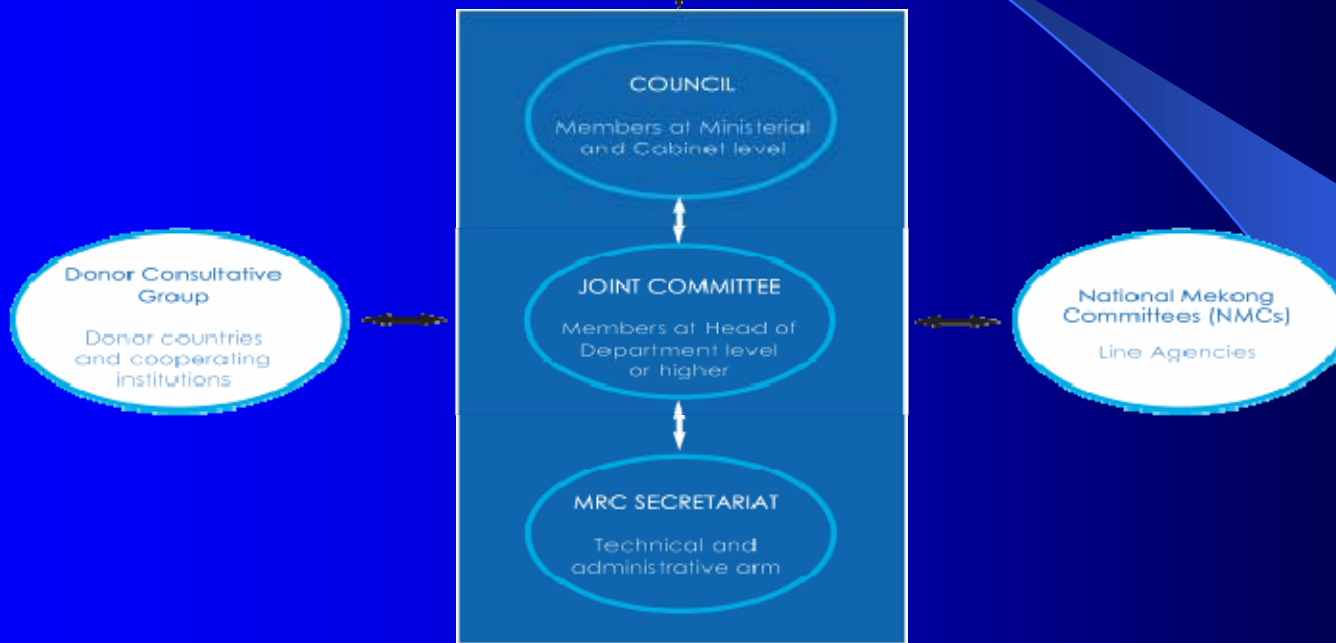 COUNCIL
Members at Ministerial
and Cabinet level
Donor Consultative
Group
Donor countries
and cooperating
institutions
JOINT COMMITTEE
Members at Head of
Department level
or higher
National Mekong
Committees (NMCs)
Line Agencies
MRC SECRETARIAT
Technical and
administrative arm